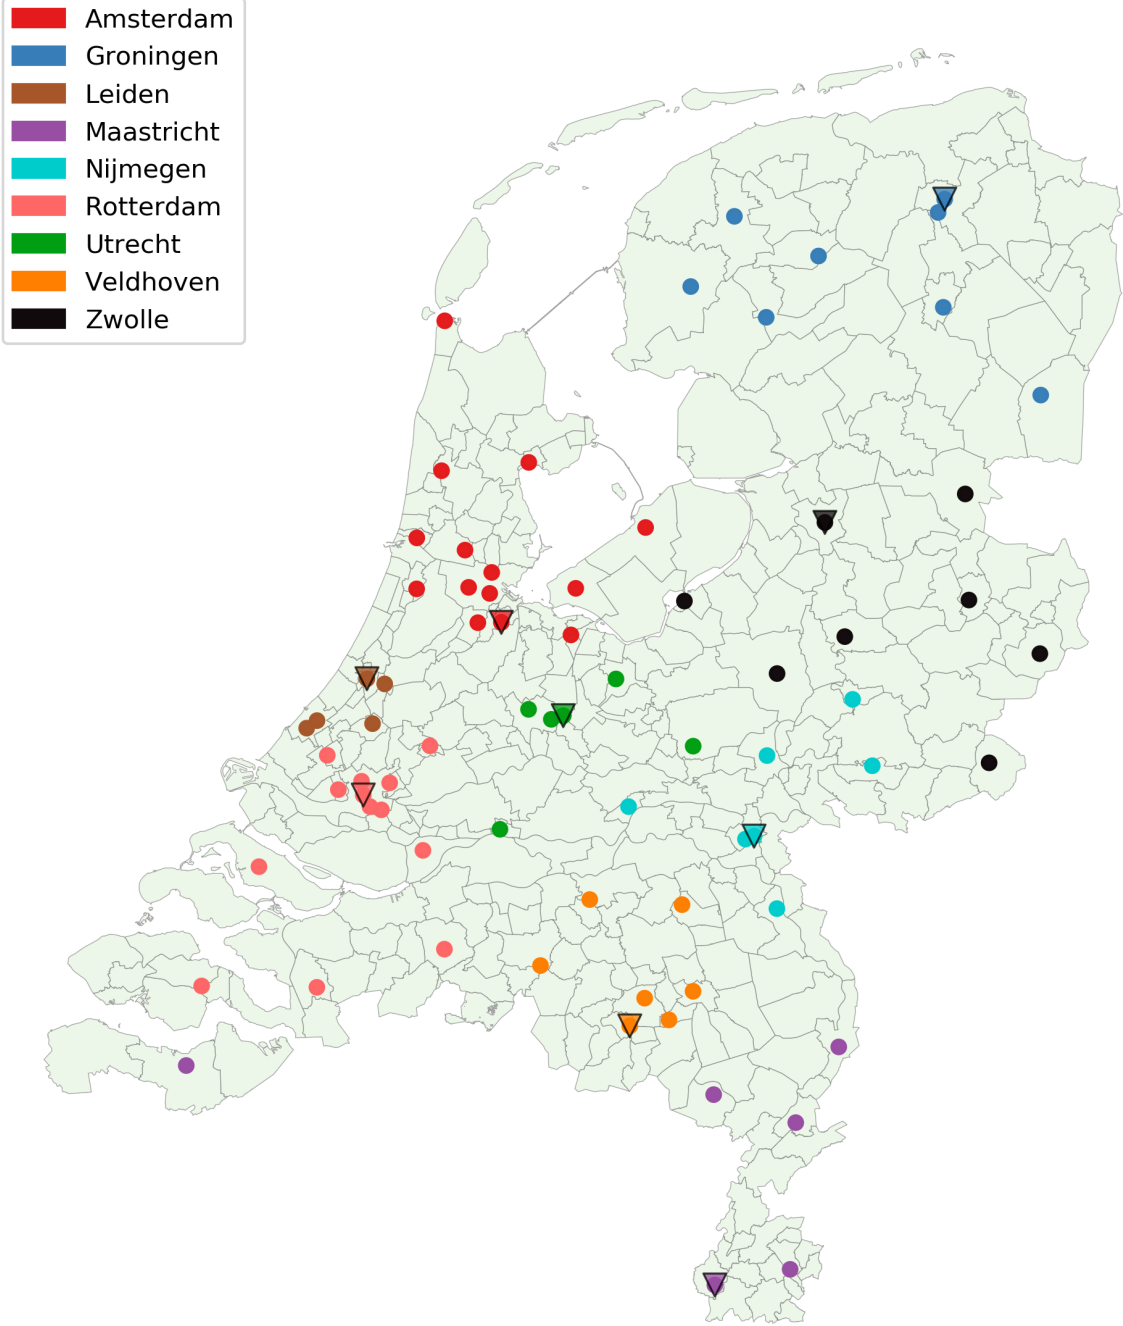 Amsterdam
Groningen
Leiden
Maastricht
Nijmegen
Rotterdam
Utrecht
Veldhoven
Zwolle